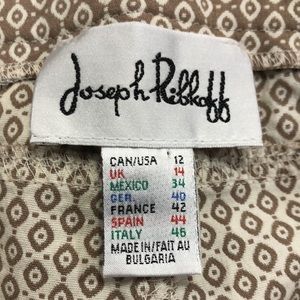 Joseph Ribkoff
CAN/USA 12
UK 14
MEXICO 34
GER. 40
FRANCE 42
SPAIN 44
ITALY 46
MADE IN/FAIT AU
BULGARIA